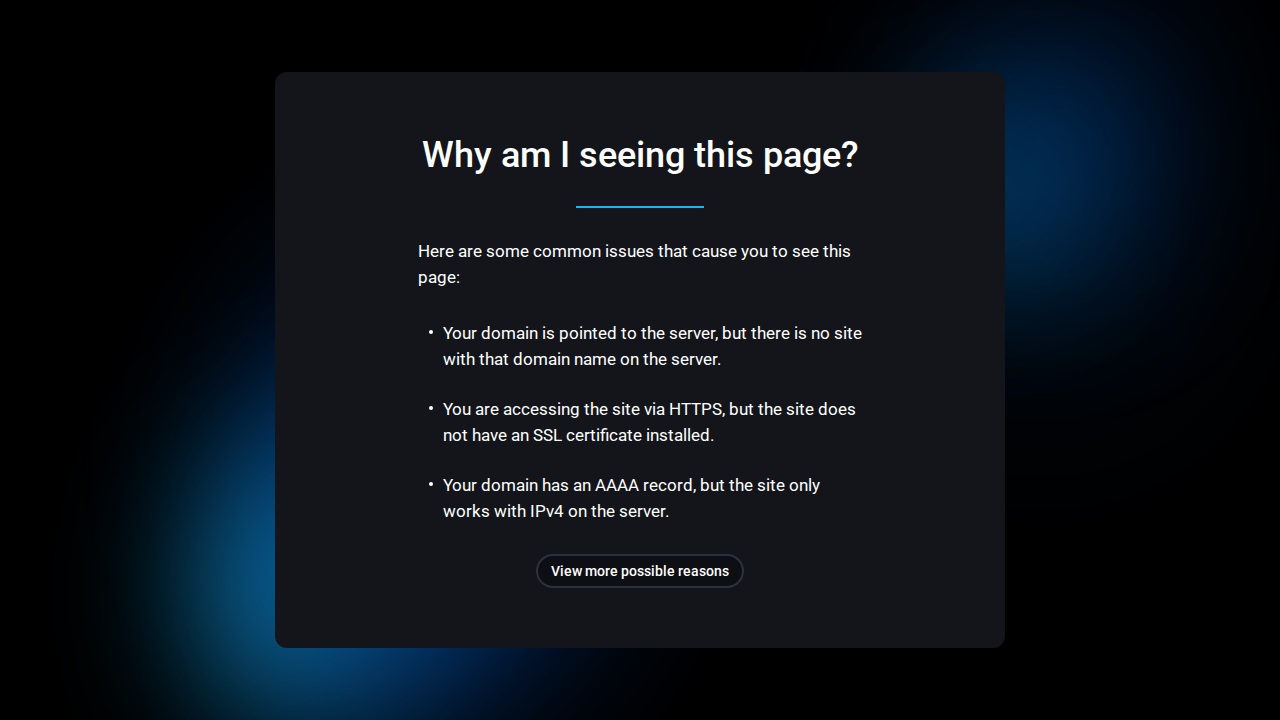 Why am I seeing this page?
Here are some common issues that cause you to see this
page:
• Your domain is pointed to the server, but there is no site
with that domain name on the server.
• You are accessing the site via HTTPS, but the site does
not have an SSL certificate installed.
• Your domain has an AAAA record, but the site only
works with IPv4 on the server.
View more possible reasons